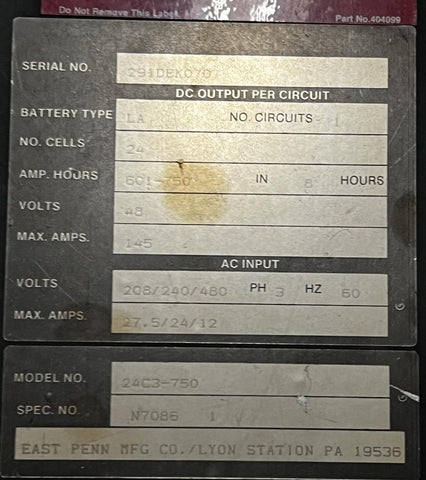 Do Not Remove This Label
Part No. 404099
SERIAL NO. 291DEK0707
DC OUTPUT PER CIRCUIT
BATTERY TYPE LA NO. CIRCUITS 1
NO. CELLS 24
AMP. HOURS 601-750 IN 8 HOURS
VOLTS 48
MAX. AMPS. 145
AC INPUT
VOLTS 208/240/480 PH 3 HZ 60
MAX. AMPS. 27.5/24/12
MODEL NO. 24C3-750
SPEC. NO. N7086 1
EAST PENN MFG CO./LYON STATION PA 19536